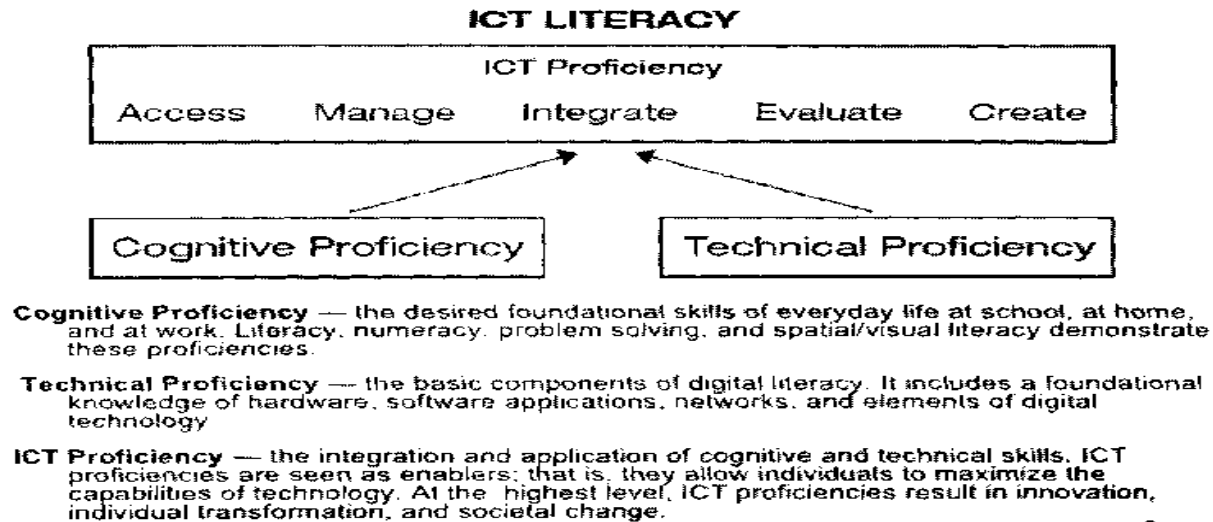 ICT LITERACY
ICT Proficiency
Access Manage Integrate Evaluate Create
Cognitive Proficiency Technical Proficiency
Cognitive Proficiency — the desired foundational skills of everyday life at school, at home,
and at work. Literacy, numeracy, problem solving, and spatial/visual literacy demonstrate
these proficiencies.
Technical Proficiency — the basic components of digital literacy. It includes a foundational
knowledge of hardware, software applications, networks, and elements of digital
technology
ICT Proficiency — the integration and application of cognitive and technical skills. ICT
proficiencies are seen as enablers; that is, they allow individuals to maximize the
capabilities of technology. At the highest level, ICT proficiencies result in innovation,
individual transformation, and societal change.